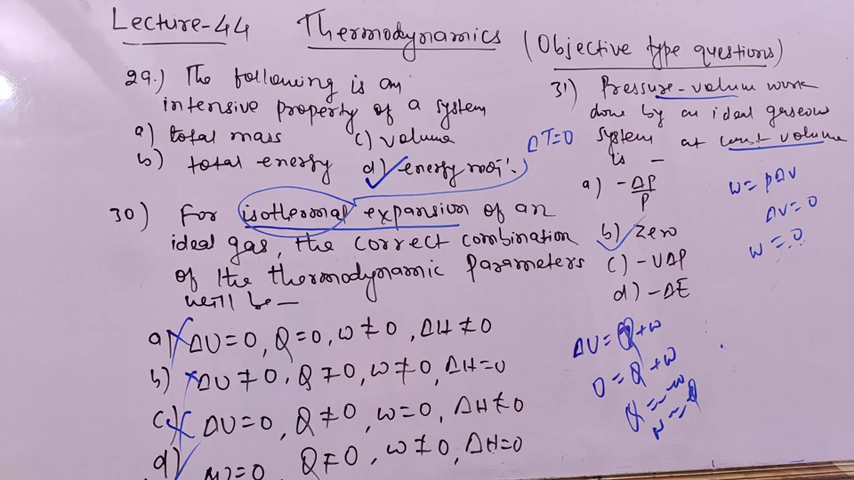 Lecture-44 Thermodynamics (Objective type questions)
29.) The following is an
intensive property of a system
a) total mass c) volume
b) total energy d) energy mol⁻¹.
ΔT=0
30) For isothermal expansion of an
ideal gas, the correct combination
of the thermodynamic parameters
will be —
a) ΔU=0, Q=0, w≠0, ΔH≠0
b) ΔU≠0, Q≠0, w≠0, ΔH=0
c) ΔU=0, Q≠0, w=0, ΔH≠0
d) ΔU=0, Q≠0, w≠0, ΔH=0
31) Pressure-volume work
done by an ideal gaseous
system at const volume
is —
a) -ΔP/P
b) Zero
c) -VΔP
d) -ΔE
w=pΔv
Δv=0
w=0
ΔU=Q+w
0=Q+w
Q=-w